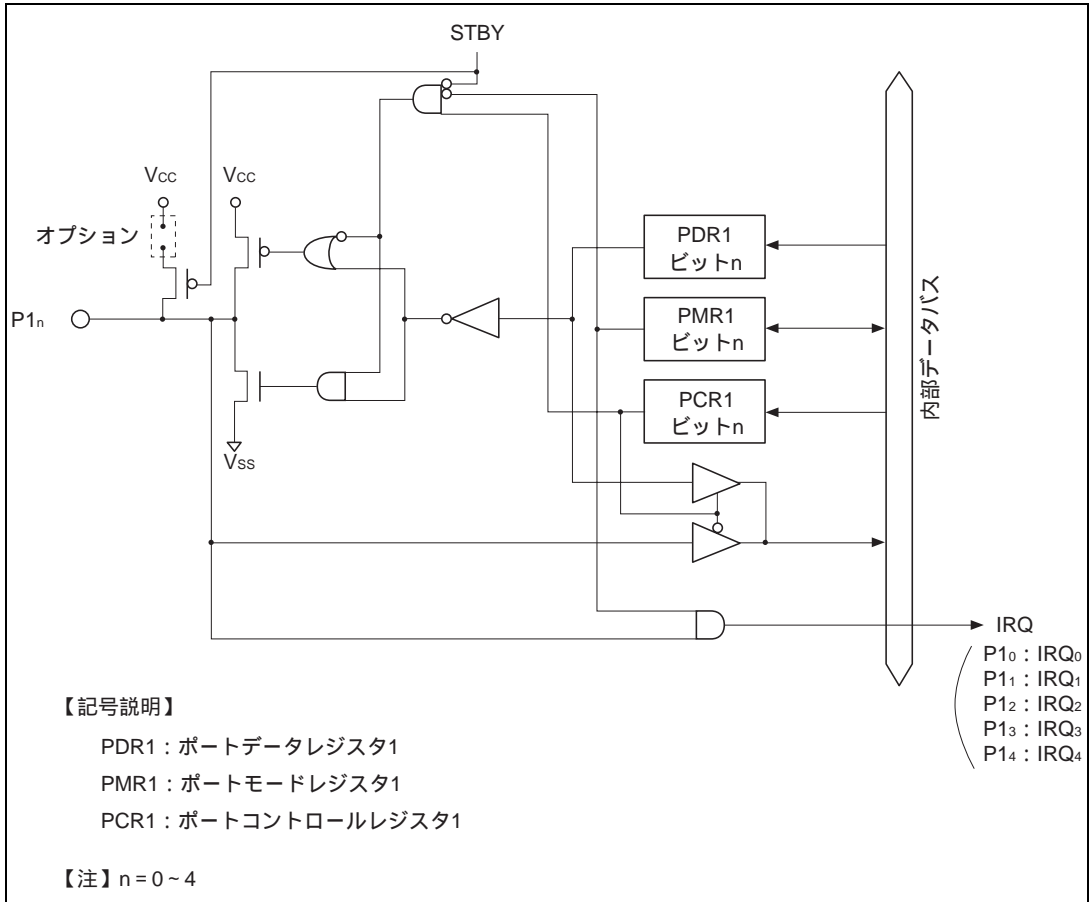 STBY
VCC
VCC
オプション
P1n
VSS
PDR1
ビットn
PMR1
ビットn
PCR1
ビットn
内部データバス
IRQ
P10：IRQ0
P11：IRQ1
P12：IRQ2
P13：IRQ3
P14：IRQ4
【記号説明】
PDR1：ポートデータレジスタ1
PMR1：ポートモードレジスタ1
PCR1：ポートコントロールレジスタ1
【注】n = 0 ~ 4